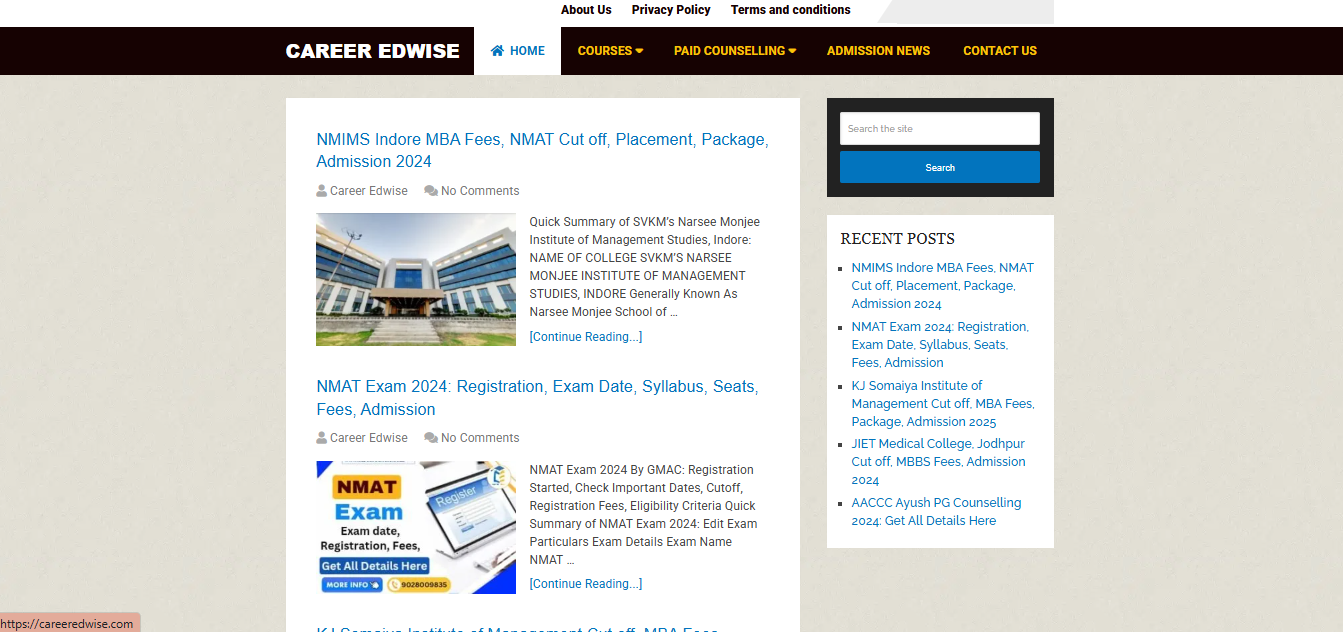 About Us Privacy Policy Terms and conditions
CAREER EDWISE HOME COURSES PAID COUNSELLING ADMISSION NEWS CONTACT US
NMIMS Indore MBA Fees, NMAT Cut off, Placement, Package,
Admission 2024
Career Edwise No Comments
Quick Summary of SVKM's Narsee Monjee
Institute of Management Studies, Indore:
NAME OF COLLEGE SVKM'S NARSEE
MONJEE INSTITUTE OF MANAGEMENT
STUDIES, INDORE Generally Known As
Narsee Monjee School of ...
[Continue Reading...]
NMAT Exam 2024: Registration, Exam Date, Syllabus, Seats,
Fees, Admission
Career Edwise No Comments
NMAT
Exam
Exam date,
Registration, Fees,
Get All Details Here
MORE INFO 9028009835
Register
NMAT Exam 2024 By GMAC: Registration
Started, Check Important Dates, Cutoff,
Registration Fees, Eligibility Criteria Quick
Summary of NMAT Exam 2024: Edit Exam
Particulars Exam Details Exam Name
NMAT ...
[Continue Reading...]
KJ Somaiya Institute of Management Cut off, MBA Fees,
Search the site
Search
RECENT POSTS
NMIMS Indore MBA Fees, NMAT
Cut off, Placement, Package,
Admission 2024
NMAT Exam 2024: Registration,
Exam Date, Syllabus, Seats,
Fees, Admission
KJ Somaiya Institute of
Management Cut off, MBA Fees,
Package, Admission 2025
JIET Medical College, Jodhpur
Cut off, MBBS Fees, Admission
2024
AACCC Ayush PG Counselling
2024: Get All Details Here
https://careeredwise.com